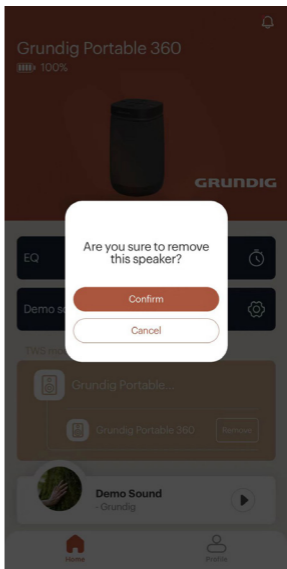 Grundig Portable 360
100%
GRUNDIG
Are you sure to remove
this speaker?
EQ
Confirm
Demo so
Cancel
TWS mod
Grundig Portable...
Grundig Portable 360
Remove
Demo Sound
- Grundig
Home
Profile